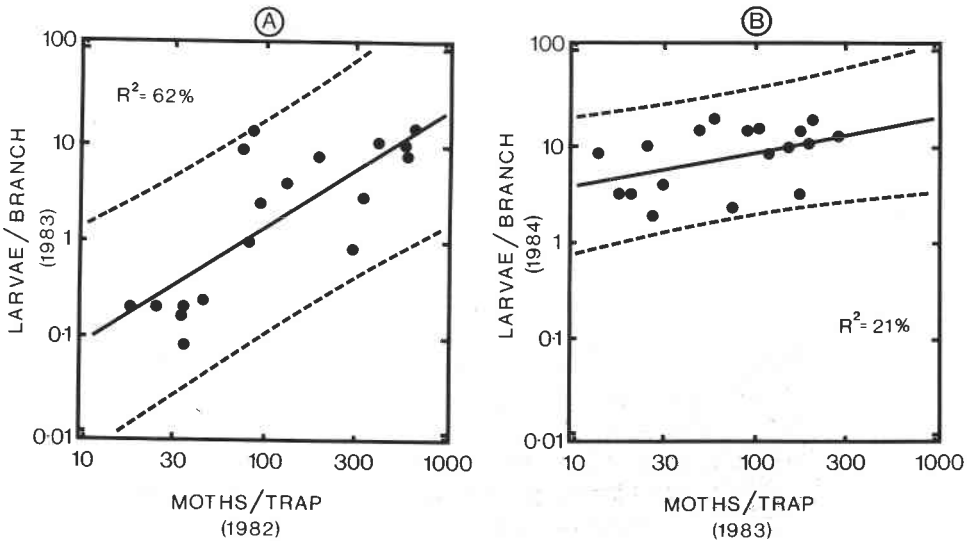 A
100
10
1
0·1
0·01
LARVAE / BRANCH
(1983)
R²= 62%
10 30 100 300 1000
MOTHS/TRAP
(1982)
B
100
10
1
0·1
0·01
LARVAE / BRANCH
(1984)
R²= 21%
10 30 100 300 1000
MOTHS/TRAP
(1983)